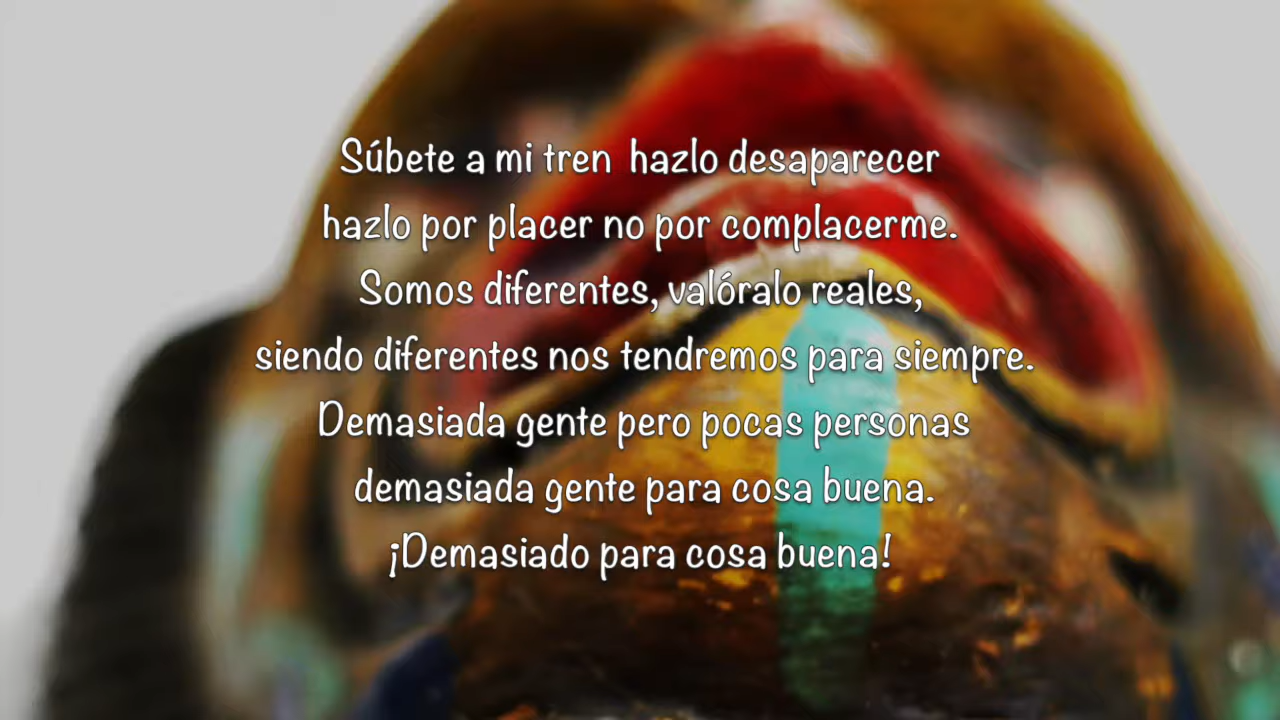 Súbete a mi tren  hazlo desaparecer
hazlo por placer no por complacerme.
Somos diferentes, valóralo reales,
siendo diferentes nos tendremos para siempre.
Demasiada gente pero pocas personas
demasiada gente para cosa buena.
¡Demasiado para cosa buena!